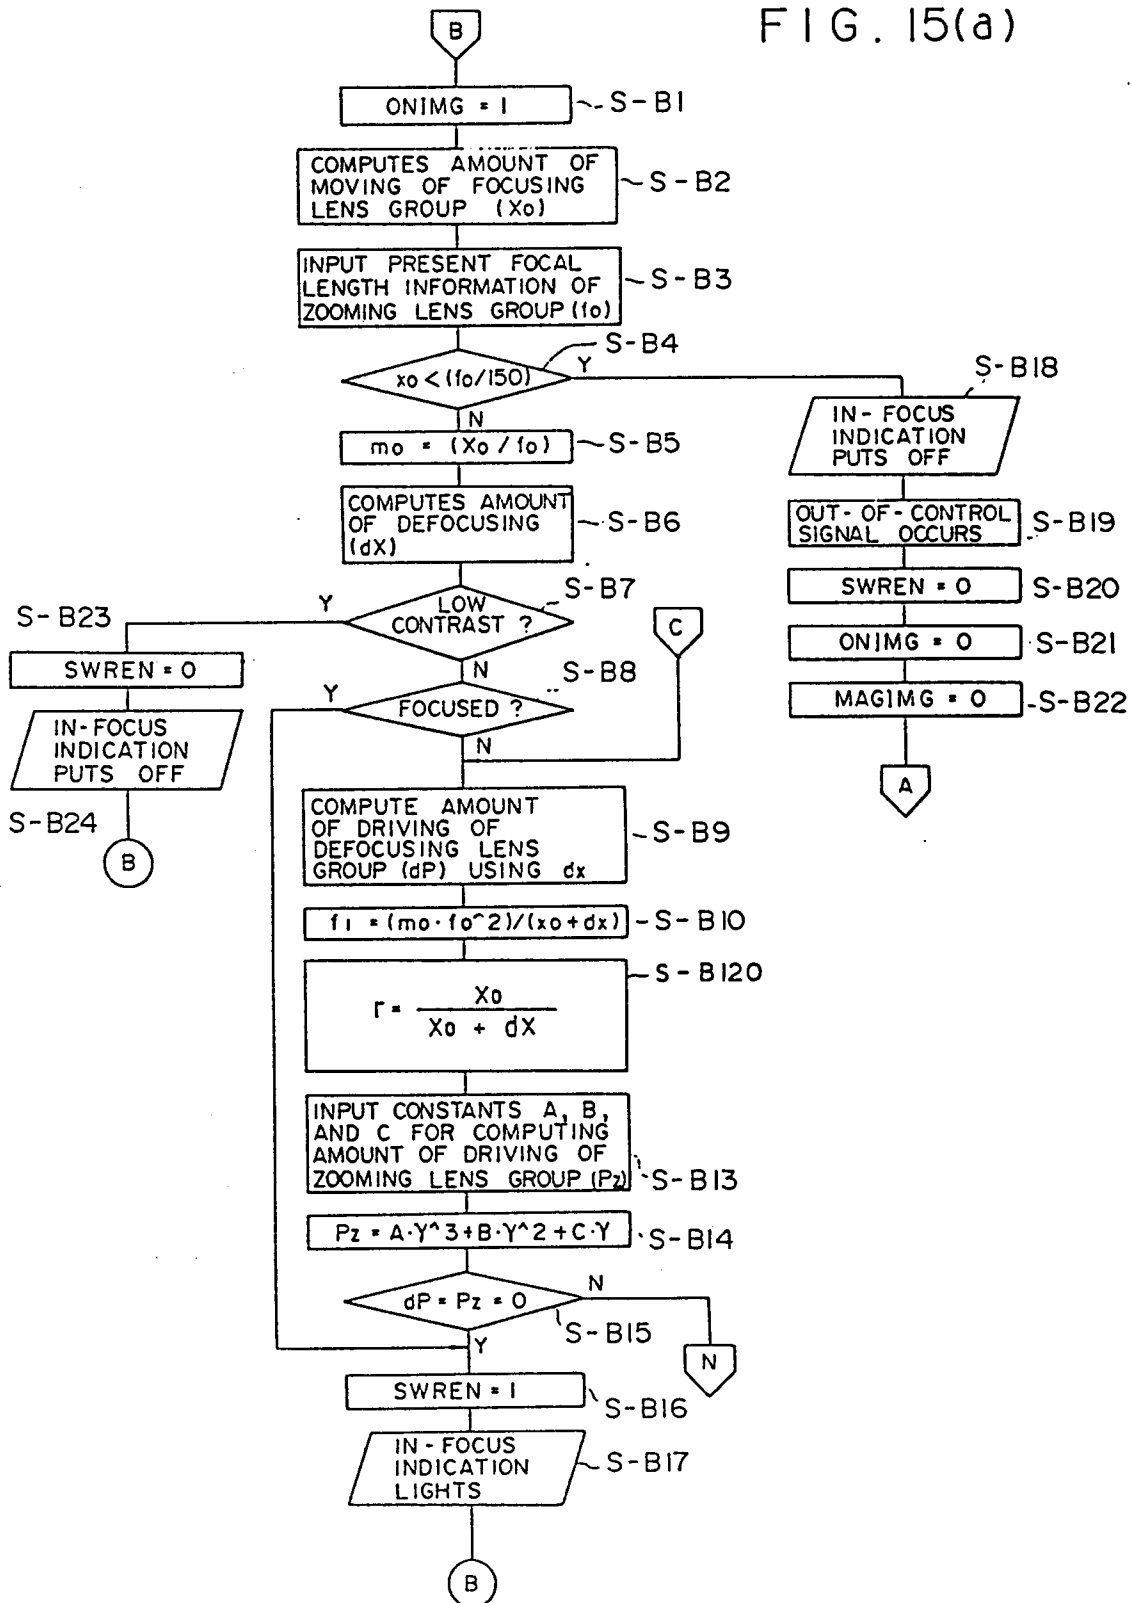 FIG. 15(a)
B
ONIMG = 1
S-B1
COMPUTES AMOUNT OF
MOVING OF FOCUSING
LENS GROUP (Xo)
S-B2
INPUT PRESENT FOCAL
LENGTH INFORMATION OF
ZOOMING LENS GROUP (fo)
S-B3
S-B4
xo < (fo/150)
Y
N
mo = (Xo / fo)
S-B5
COMPUTES AMOUNT
OF DEFOCUSING
(dX)
S-B6
S-B7
LOW
CONTRAST ?
Y
N
S-B8
FOCUSED ?
Y
N
C
S-B23
SWREN = 0
IN-FOCUS
INDICATION
PUTS OFF
S-B24
B
S-B18
IN-FOCUS
INDICATION
PUTS OFF
OUT-OF-CONTROL
SIGNAL OCCURS
S-B19
SWREN = 0
S-B20
ONIMG = 0
S-B21
MAGIMG = 0
S-B22
A
COMPUTE AMOUNT
OF DRIVING OF
DEFOCUSING LENS
GROUP (dP) USING dx
S-B9
f1 = (mo·fo^2)/(xo+dx)
S-B10
S-B120
r = Xo / Xo + dX
INPUT CONSTANTS A, B,
AND C FOR COMPUTING
AMOUNT OF DRIVING OF
ZOOMING LENS GROUP (Pz)
S-B13
Pz = A·Y^3+B·Y^2+C·Y
S-B14
dP = Pz = 0
N
S-B15
Y
N
SWREN = 1
S-B16
IN-FOCUS
INDICATION
LIGHTS
S-B17
B